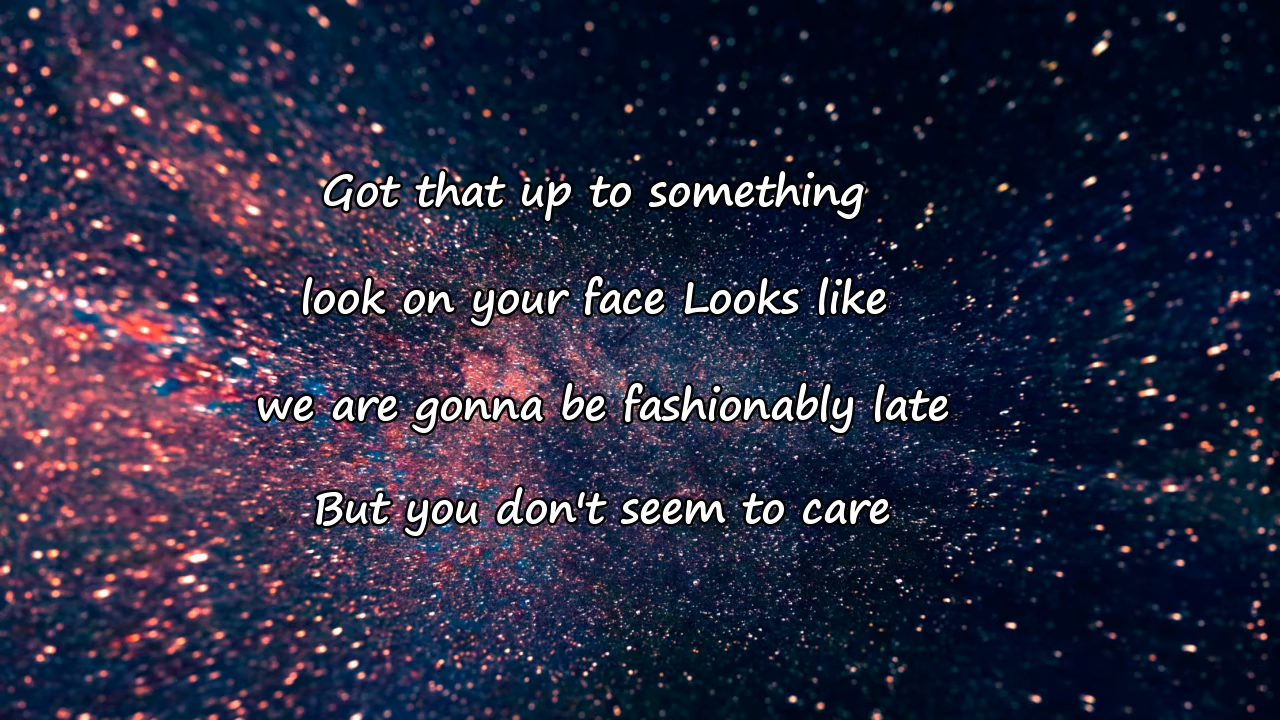 Got that up to something
look on your face Looks like
we are gonna be fashionably late
But you don't seem to care